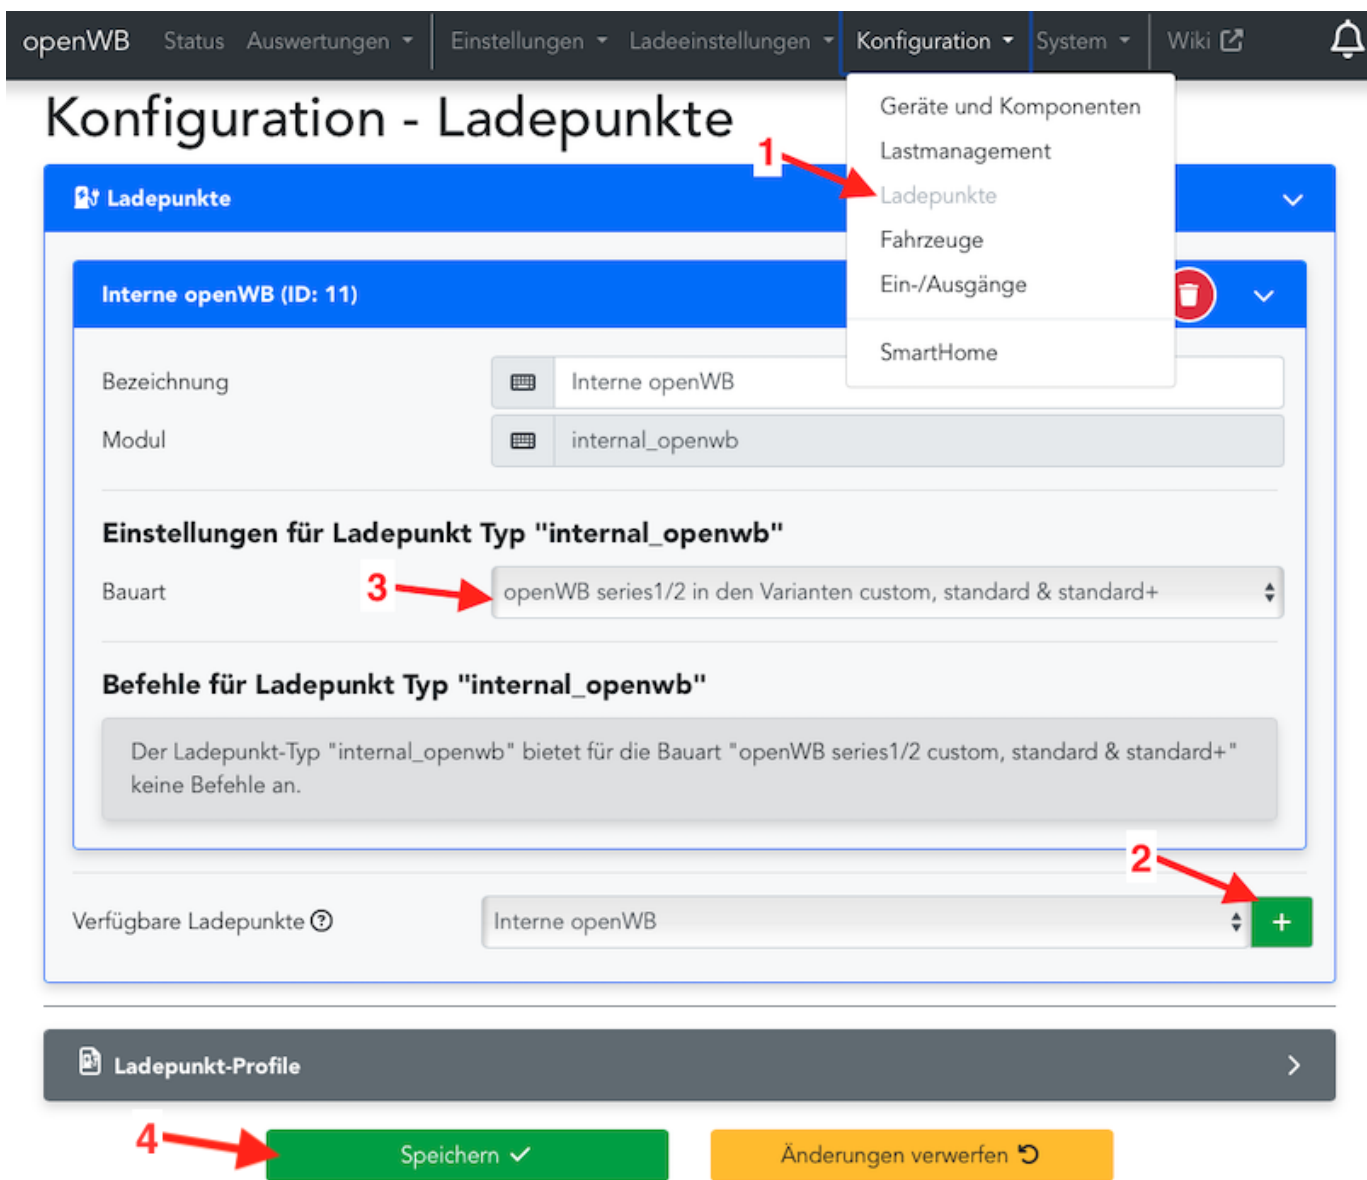 openWB Status Auswertungen Einstellungen Ladeeinstellungen Konfiguration System Wiki
Geräte und Komponenten
Lastmanagement
Ladepunkte
Fahrzeuge
Ein-/Ausgänge
SmartHome
Konfiguration - Ladepunkte
1
Ladepunkte
Interne openWB (ID: 11)
Bezeichnung Interne openWB
Modul internal_openwb
Einstellungen für Ladepunkt Typ "internal_openwb"
Bauart 3 openWB series1/2 in den Varianten custom, standard & standard+
Befehle für Ladepunkt Typ "internal_openwb"
Der Ladepunkt-Typ "internal_openwb" bietet für die Bauart "openWB series1/2 custom, standard & standard+"
keine Befehle an.
2
Verfügbare Ladepunkte Interne openWB +
Ladepunkt-Profile
4
Speichern Änderungen verwerfen